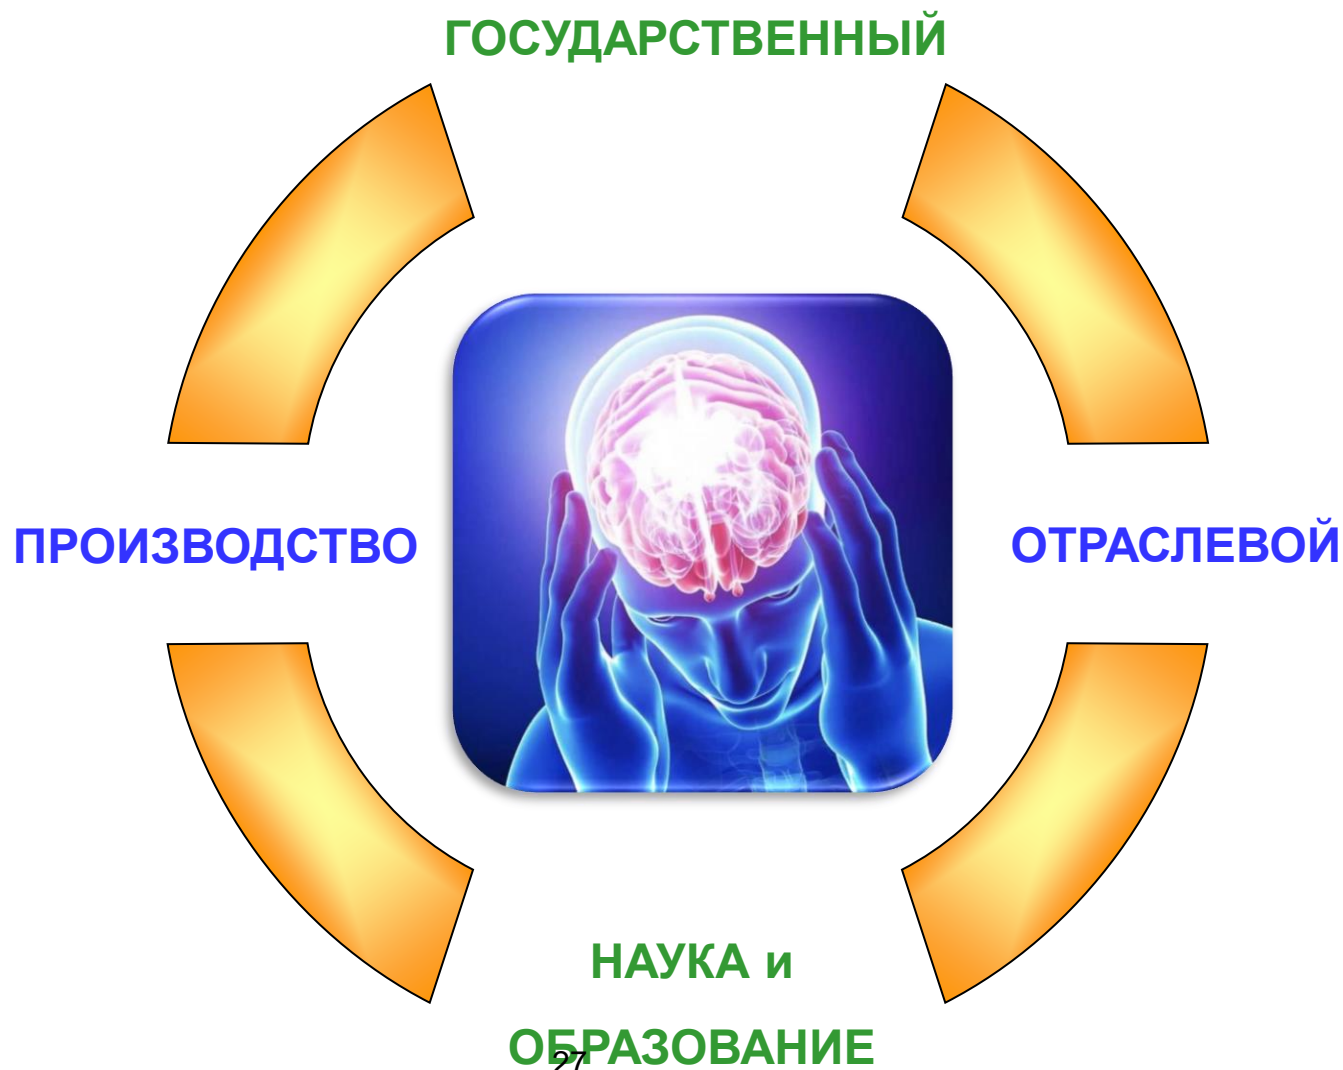 ГОСУДАРСТВЕННЫЙ
ПРОИЗВОДСТВО
ОТРАСЛЕВОЙ
НАУКА и
ОБРАЗОВАНИЕ
27